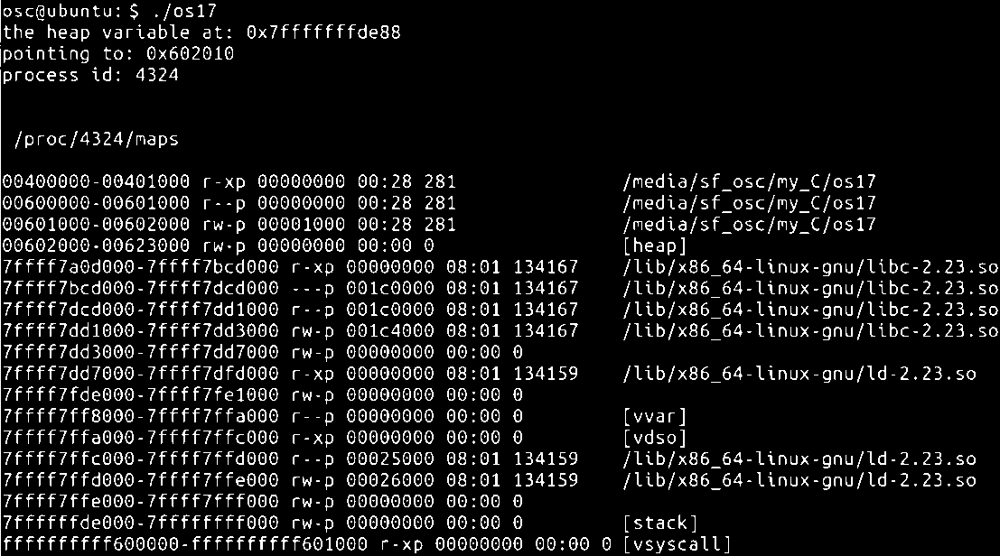 osc@ubuntu:$ ./os17
the heap variable at: 0x7fffffffde88
pointing to: 0x602010
process id: 4324
/proc/4324/maps
00400000-00401000 r-xp 00000000 00:28 281 /media/sf_osc/my_C/os17
00600000-00601000 r--p 00000000 00:28 281 /media/sf_osc/my_C/os17
00601000-00602000 rw-p 00001000 00:28 281 /media/sf_osc/my_C/os17
00602000-00623000 rw-p 00000000 00:00 0 [heap]
7ffff7a0d000-7ffff7bcd000 r-xp 00000000 08:01 134167 /lib/x86_64-linux-gnu/libc-2.23.so
7ffff7bcd000-7ffff7dcd000 ---p 001c0000 08:01 134167 /lib/x86_64-linux-gnu/libc-2.23.so
7ffff7dcd000-7ffff7dd1000 r--p 001c0000 08:01 134167 /lib/x86_64-linux-gnu/libc-2.23.so
7ffff7dd1000-7ffff7dd3000 rw-p 001c4000 08:01 134167 /lib/x86_64-linux-gnu/libc-2.23.so
7ffff7dd3000-7ffff7dd7000 rw-p 00000000 00:00 0
7ffff7dd7000-7ffff7dfd000 r-xp 00000000 08:01 134159 /lib/x86_64-linux-gnu/ld-2.23.so
7ffff7fde000-7ffff7fe1000 rw-p 00000000 00:00 0
7ffff7ff8000-7ffff7ffa000 r--p 00000000 00:00 0 [vvar]
7ffff7ffa000-7ffff7ffc000 r-xp 00000000 00:00 0 [vdso]
7ffff7ffc000-7ffff7ffd000 r--p 00025000 08:01 134159 /lib/x86_64-linux-gnu/ld-2.23.so
7ffff7ffd000-7ffff7ffe000 rw-p 00026000 08:01 134159 /lib/x86_64-linux-gnu/ld-2.23.so
7ffff7ffe000-7ffff7fff000 rw-p 00000000 00:00 0
7ffffffde000-7ffffffff000 rw-p 00000000 00:00 0 [stack]
ffffffffff600000-ffffffffff601000 r-xp 00000000 00:00 0 [vsyscall]